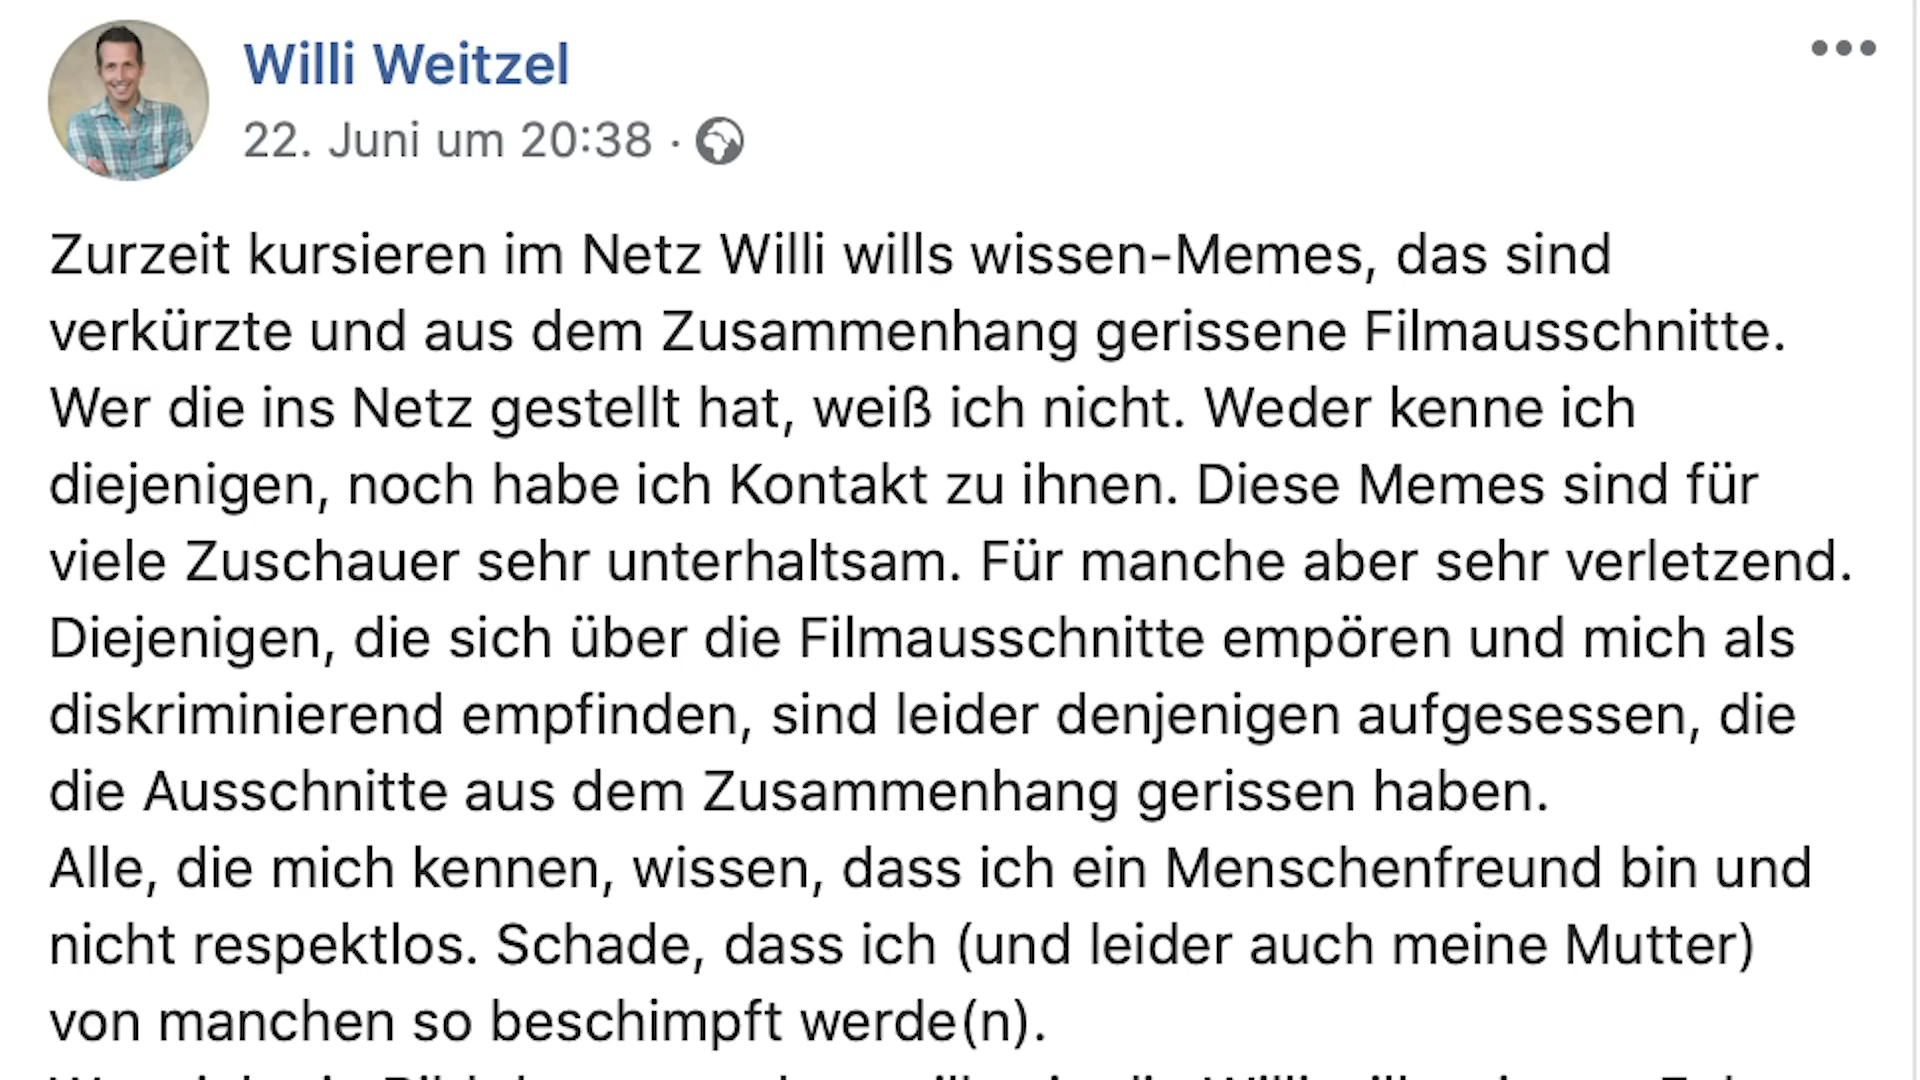 Willi Weitzel
22. Juni um 20:38 ·
Zurzeit kursieren im Netz Willi wills wissen-Memes, das sind
verkürzte und aus dem Zusammenhang gerissene Filmausschnitte.
Wer die ins Netz gestellt hat, weiß ich nicht. Weder kenne ich
diejenigen, noch habe ich Kontakt zu ihnen. Diese Memes sind für
viele Zuschauer sehr unterhaltsam. Für manche aber sehr verletzend.
Diejenigen, die sich über die Filmausschnitte empören und mich als
diskriminierend empfinden, sind leider denjenigen aufgesessen, die
die Ausschnitte aus dem Zusammenhang gerissen haben.
Alle, die mich kennen, wissen, dass ich ein Menschenfreund bin und
nicht respektlos. Schade, dass ich (und leider auch meine Mutter)
von manchen so beschimpft werde(n).